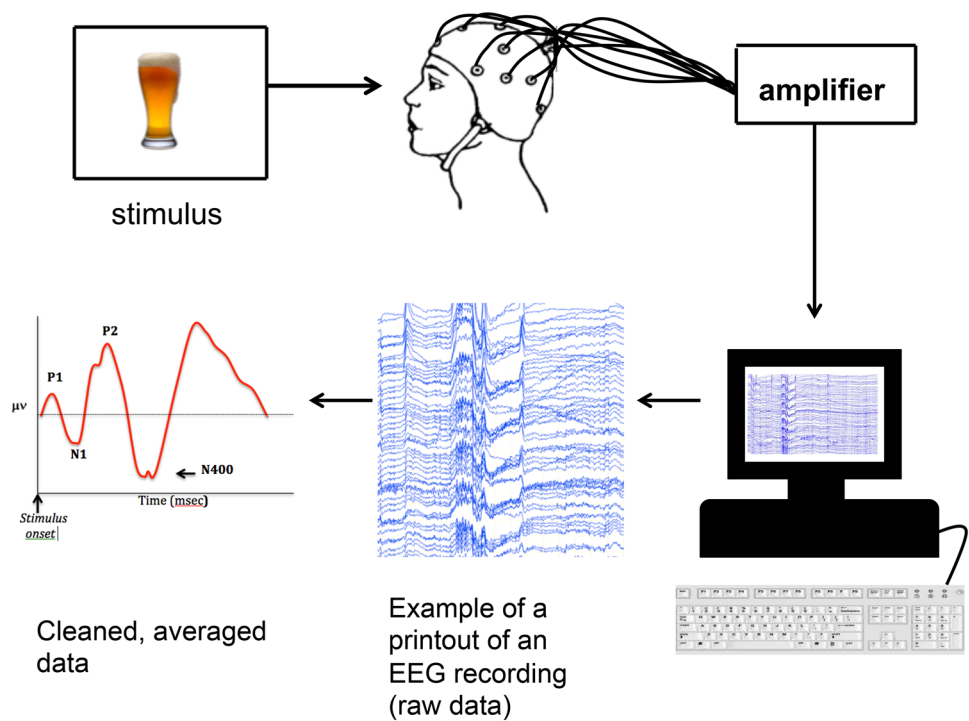 amplifier
stimulus
P2
P1
μv
N1
N400
Time (msec)
Stimulus
onset
Cleaned, averaged
data
Example of a
printout of an
EEG recording
(raw data)